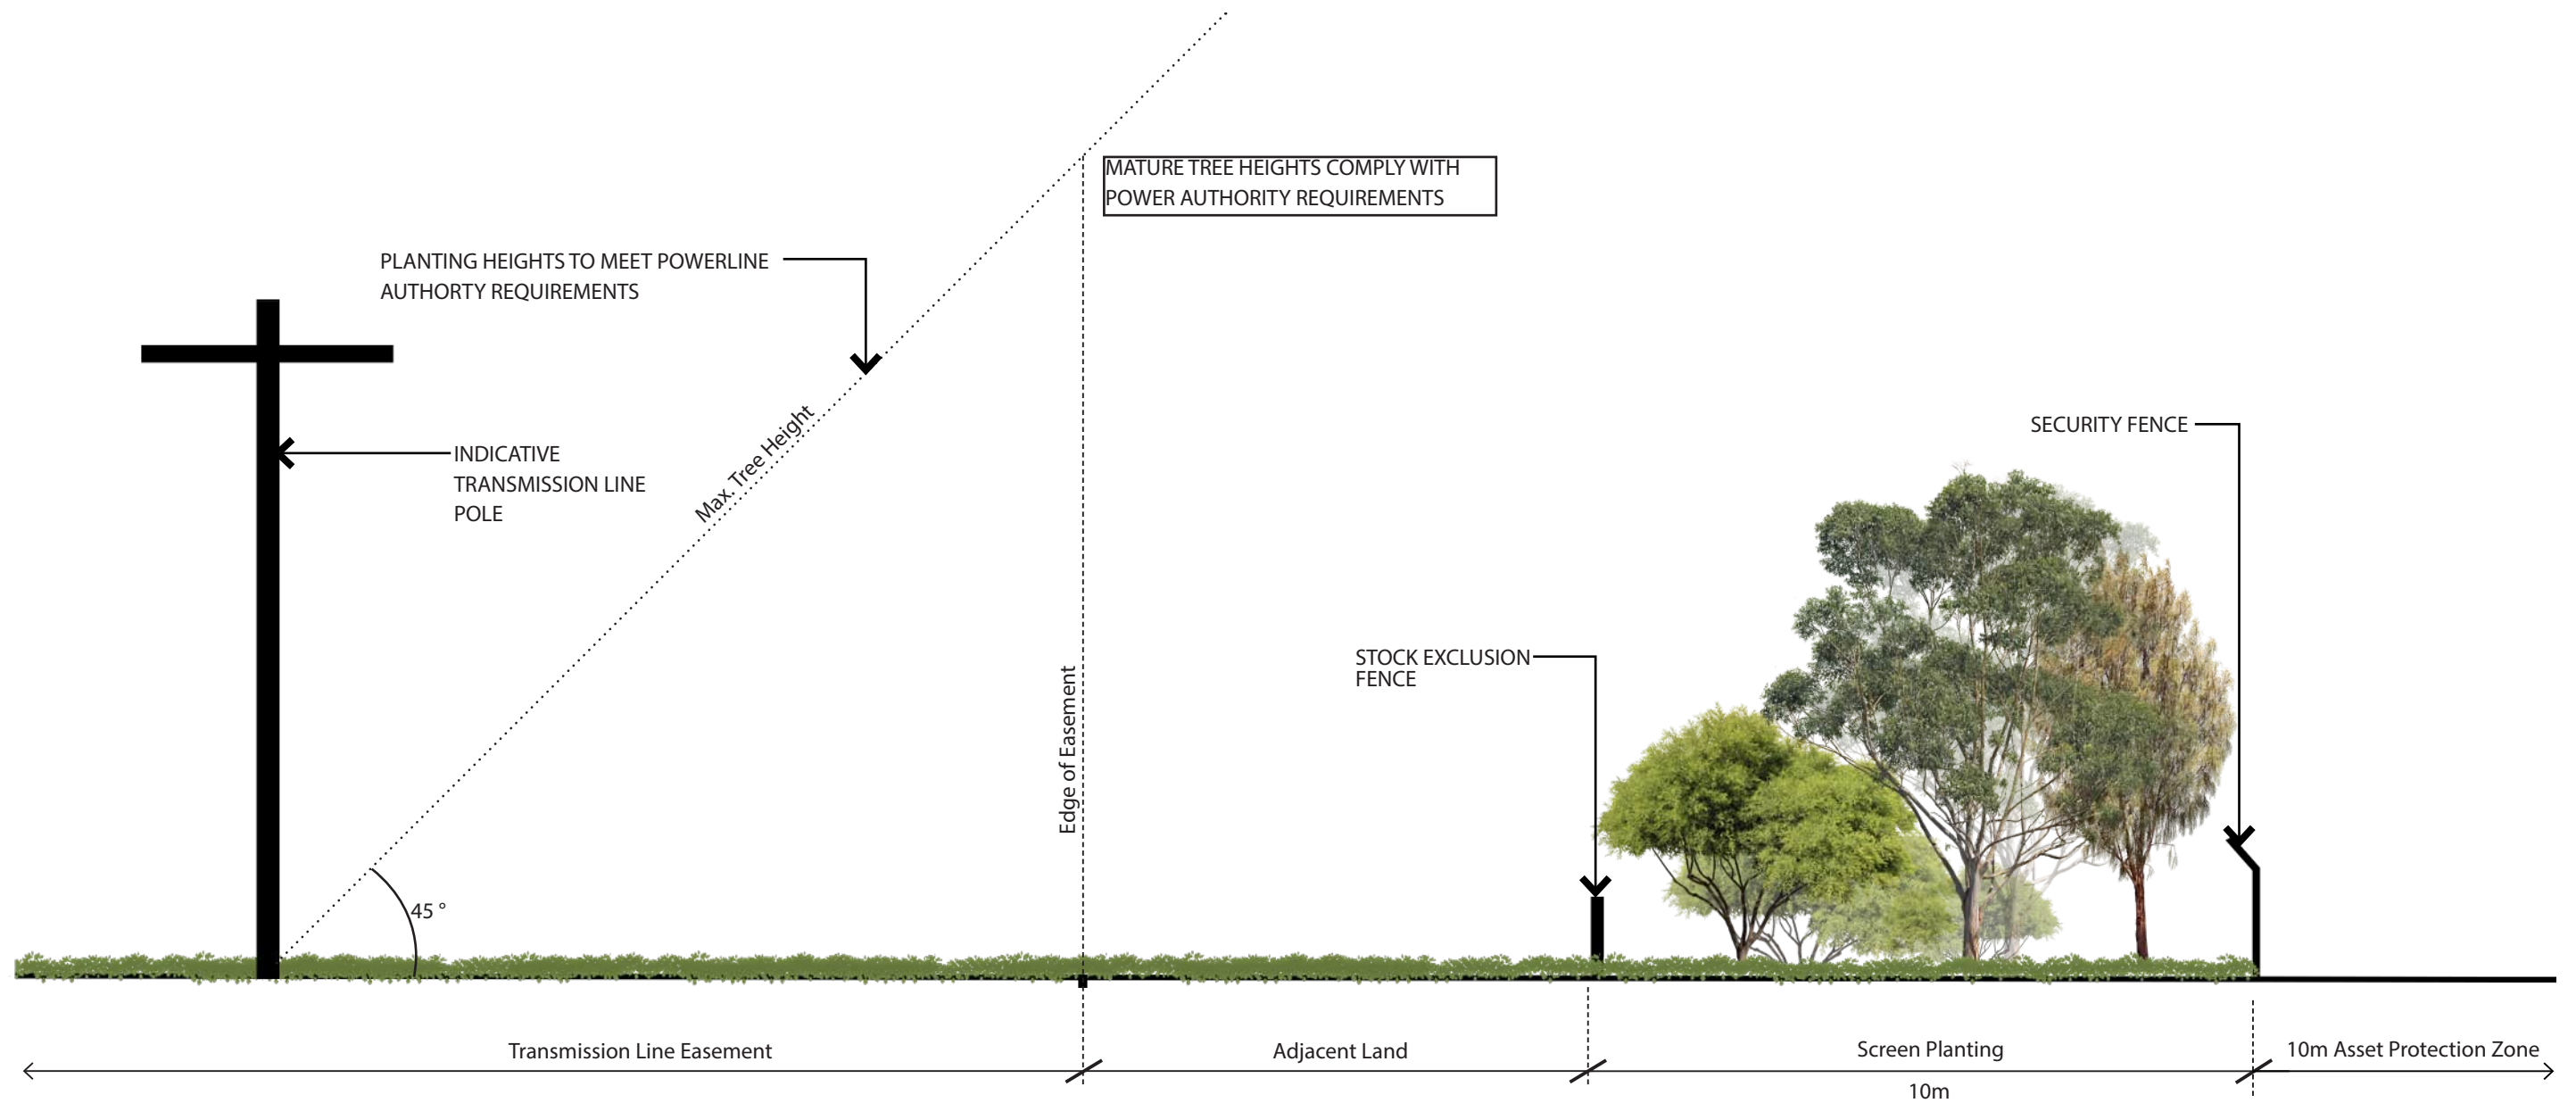 MATURE TREE HEIGHTS COMPLY WITH
POWER AUTHORITY REQUIREMENTS
PLANTING HEIGHTS TO MEET POWERLINE
AUTHORTY REQUIREMENTS
INDICATIVE
TRANSMISSION LINE
POLE
Max. Tree Height
SECURITY FENCE
STOCK EXCLUSION
FENCE
Edge of Easement
45 °
Transmission Line Easement
Adjacent Land
Screen Planting
10m
10m Asset Protection Zone